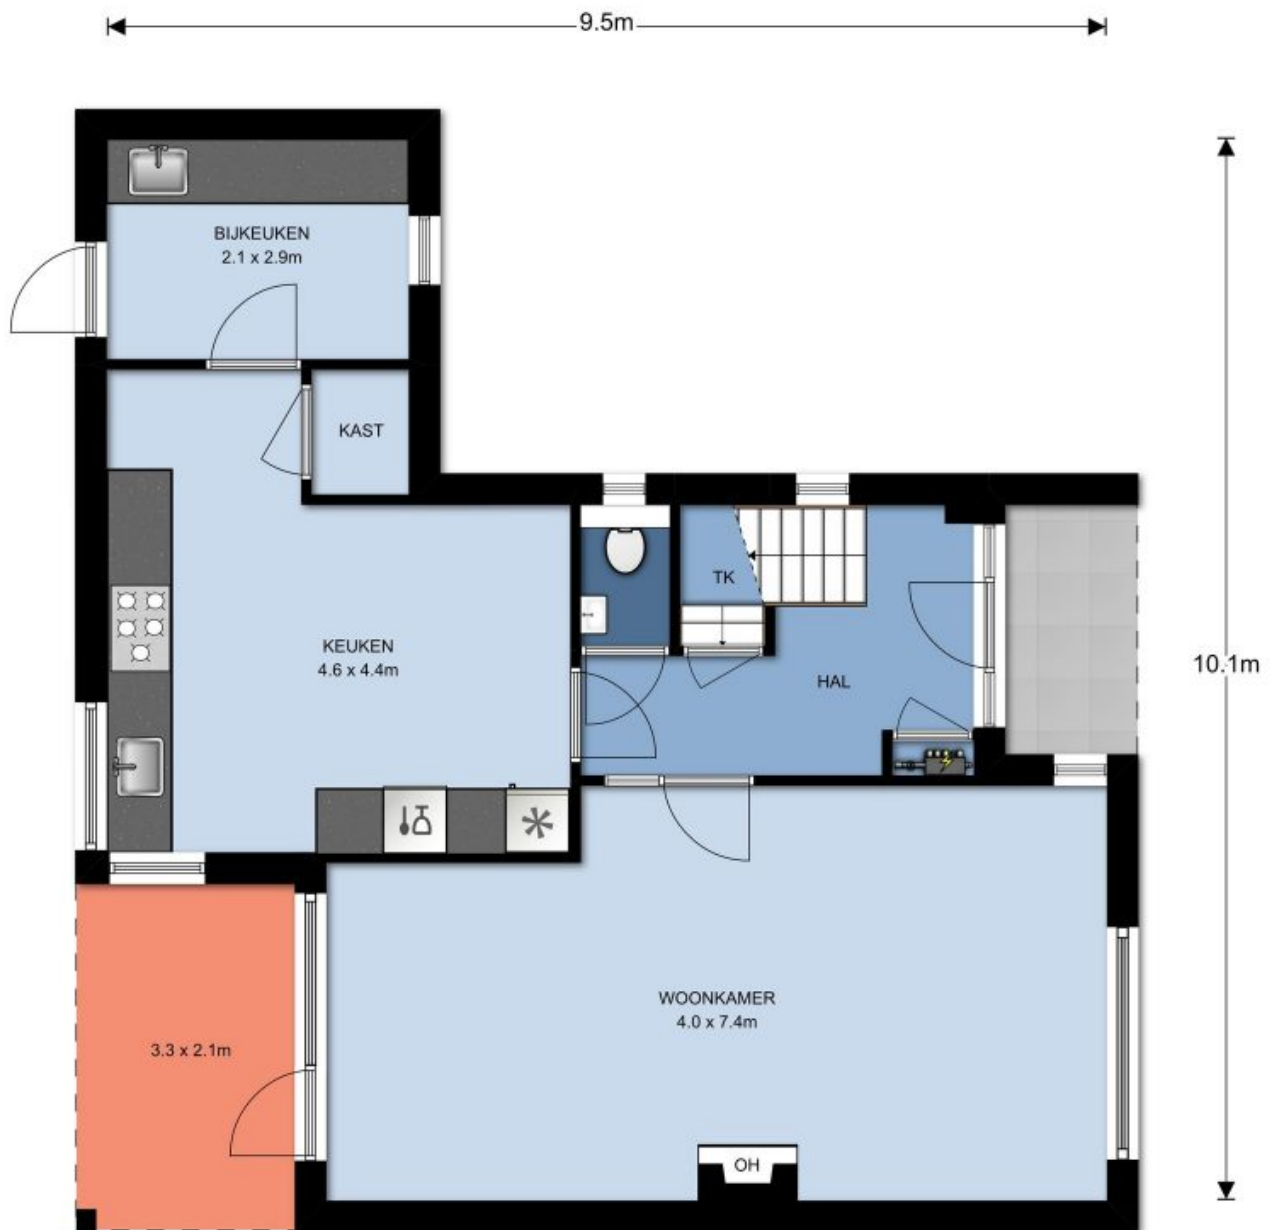 9.5m
BIJKEUKEN
2.1 x 2.9m
KAST
TK
KEUKEN
4.6 x 4.4m
HAL
10.1m
WOONKAMER
4.0 x 7.4m
3.3 x 2.1m
OH